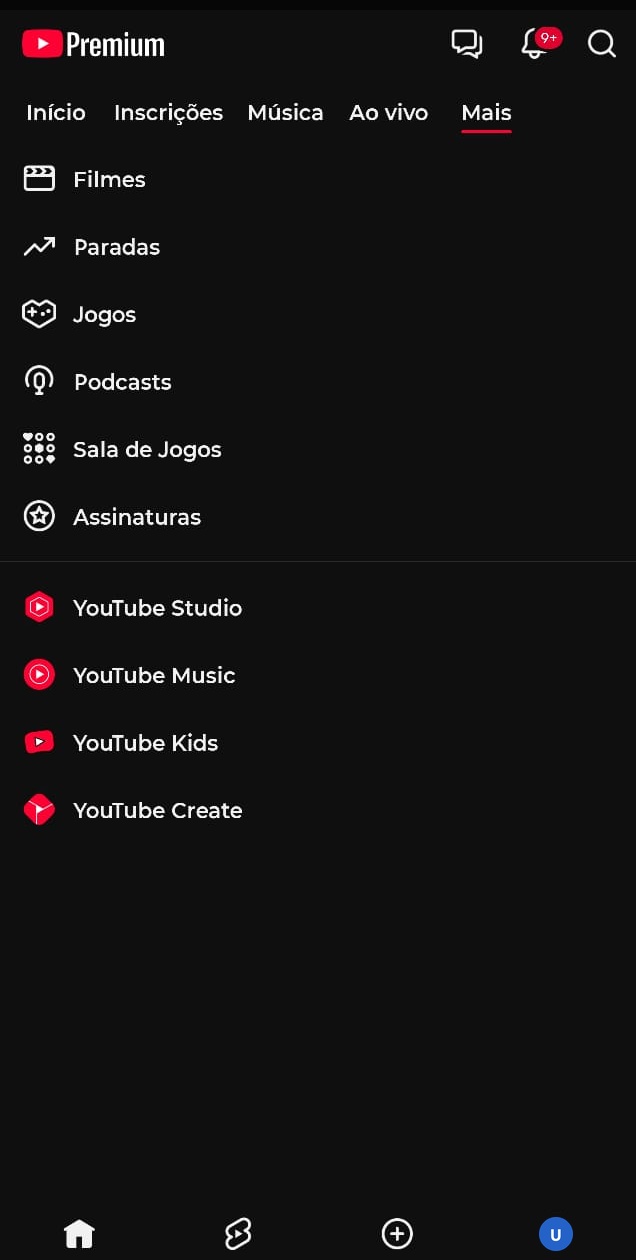 Premium
9+
Início Inscrições Música Ao vivo Mais
Filmes
Paradas
Jogos
Podcasts
Sala de Jogos
Assinaturas
YouTube Studio
YouTube Music
YouTube Kids
YouTube Create
U